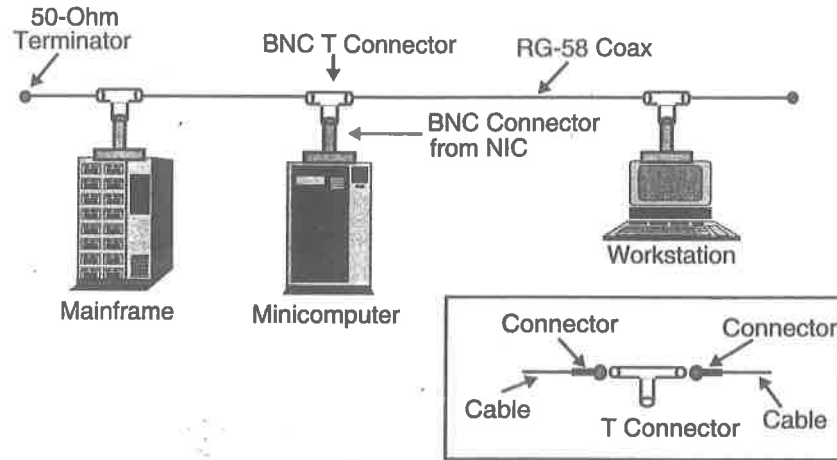 50-Ohm
Terminator
BNC T Connector
RG-58 Coax
BNC Connector
from NIC
Mainframe
Minicomputer
Workstation
Connector
Connector
Cable
T Connector
Cable